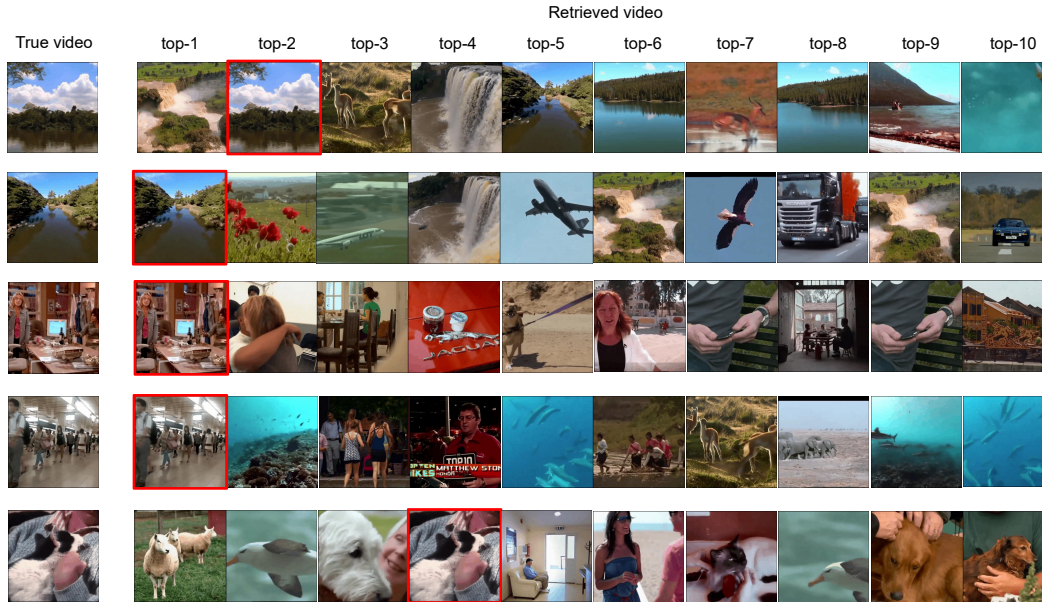 Retrieved video
True video top-1 top-2 top-3 top-4 top-5 top-6 top-7 top-8 top-9 top-10
JAGUAR
TOP10
MATTHEW STO